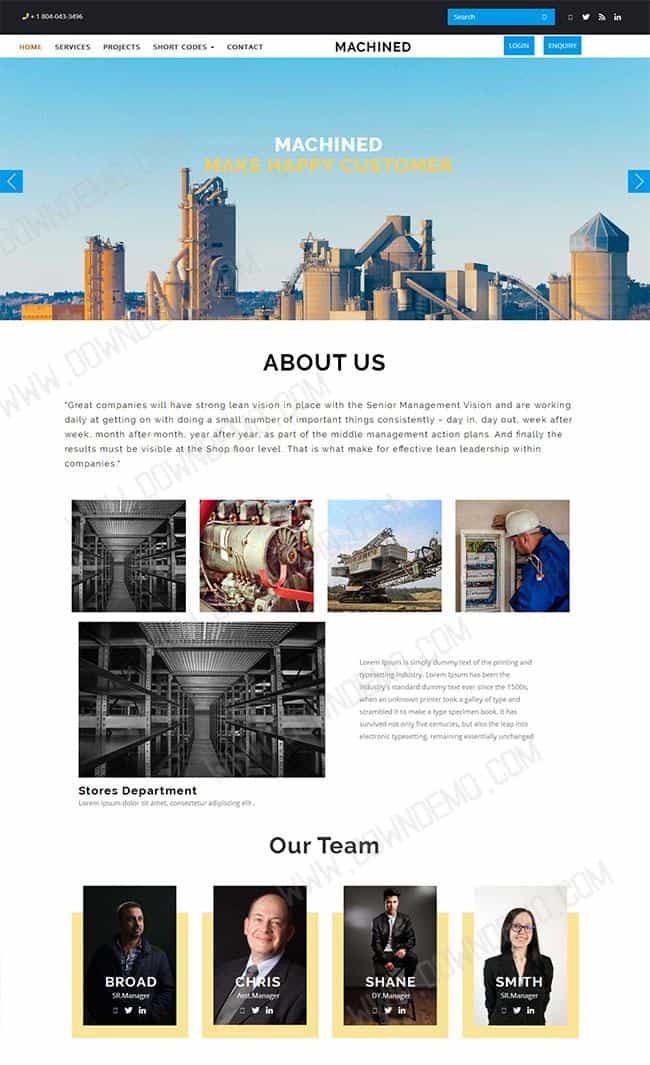 + 1 804-043-3496
Search
HOME SERVICES PROJECTS SHORT CODES CONTACT
MACHINED
LOGIN ENQUIRY
MACHINED
MAKE HAPPY CUSTOMER
ABOUT US
"Great companies will have strong lean vision in place with the Senior Management Vision and are working
daily at getting on with doing a small number of important things consistently – day in, day out, week after
week, month after month, year after year, as part of the middle management action plans. And finally the
results must be visible at the Shop floor level. That is what make for effective lean leadership within
companies."
Lorem Ipsum is simply dummy text of the printing and
typesetting industry. Lorem Ipsum has been the
industry's standard dummy text ever since the 1500s,
when an unknown printer took a galley of type and
scrambled it to make a type specimen book. It has
survived not only five centuries, but also the leap into
electronic typesetting, remaining essentially unchanged
Stores Department
Lorem ipsum dolor sit amet, consectetur adipiscing elit..
Our Team
BROAD
SR.Manager
CHRIS
Asst.Manager
SHANE
DY.Manager
SMITH
SR.Manager
WWW.DOWNDEMO.COM